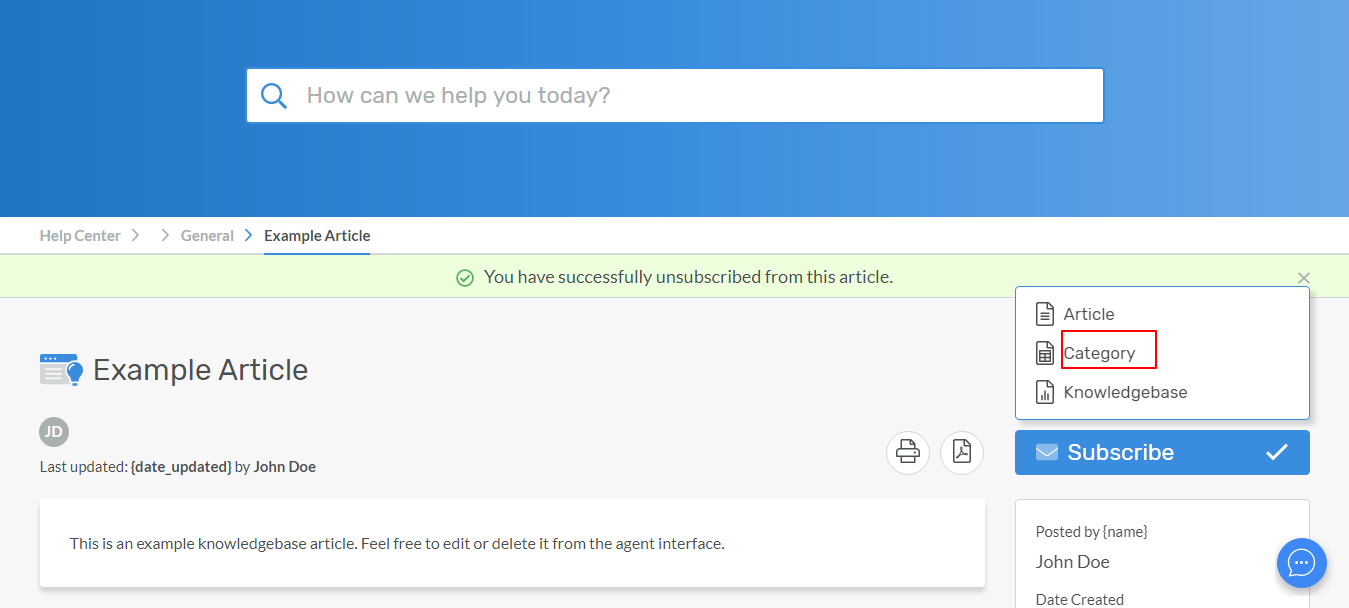 How can we help you today?
Help Center General Example Article
You have successfully unsubscribed from this article.
Article
Category
Knowledgebase
Example Article
JD
Last updated: {date_updated} by John Doe
Subscribe
This is an example knowledgebase article. Feel free to edit or delete it from the agent interface.
Posted by {name}
John Doe
Date Created